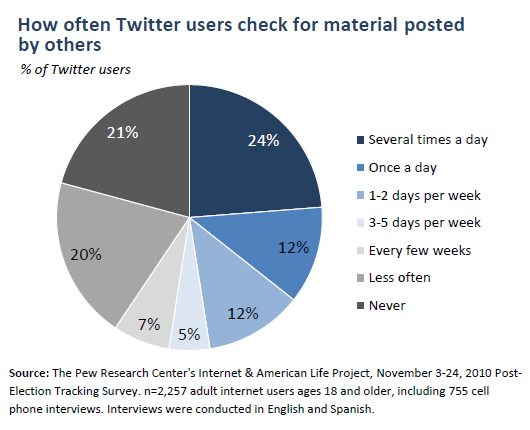 How often Twitter users check for material posted
by others
% of Twitter users
21%
24%
12%
12%
5%
7%
20%
Several times a day
Once a day
1-2 days per week
3-5 days per week
Every few weeks
Less often
Never
Source: The Pew Research Center's Internet & American Life Project, November 3-24, 2010 Post-
Election Tracking Survey. n=2,257 adult internet users ages 18 and older, including 755 cell
phone interviews. Interviews were conducted in English and Spanish.